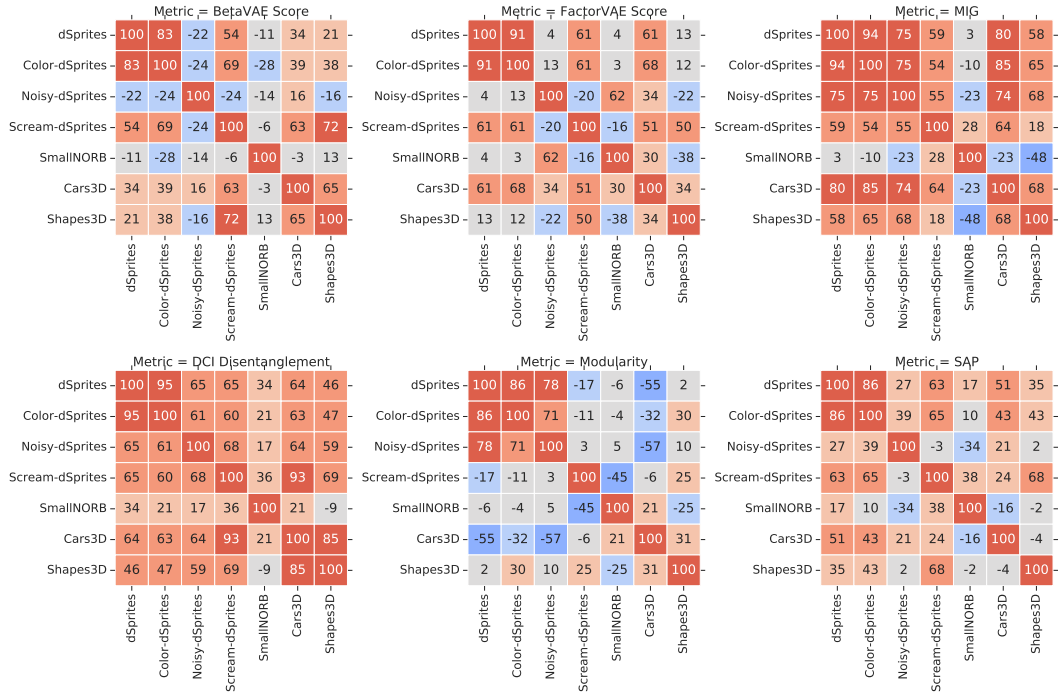 Metric = BetaVAE Score
dSprites 100 83 -22 54 -11 34 21
Color-dSprites 83 100 -24 69 -28 39 38
Noisy-dSprites -22 -24 100 -24 -14 16 -16
Scream-dSprites 54 69 -24 100 -6 63 72
SmallNORB -11 -28 -14 -6 100 -3 13
Cars3D 34 39 16 63 -3 100 65
Shapes3D 21 38 -16 72 13 65 100
dSprites
Color-dSprites
Noisy-dSprites
Scream-dSprites
SmallNORB
Cars3D
Shapes3D
Metric = FactorVAE Score
dSprites 100 91 4 61 4 61 13
Color-dSprites 91 100 13 61 3 68 12
Noisy-dSprites 4 13 100 -20 62 34 -22
Scream-dSprites 61 61 -20 100 -16 51 50
SmallNORB 4 3 62 -16 100 30 -38
Cars3D 61 68 34 51 30 100 34
Shapes3D 13 12 -22 50 -38 34 100
dSprites
Color-dSprites
Noisy-dSprites
Scream-dSprites
SmallNORB
Cars3D
Shapes3D
Metric = MIG
dSprites 100 94 75 59 3 80 58
Color-dSprites 94 100 75 54 -10 85 65
Noisy-dSprites 75 75 100 55 -23 74 68
Scream-dSprites 59 54 55 100 28 64 18
SmallNORB 3 -10 -23 28 100 -23 -48
Cars3D 80 85 74 64 -23 100 68
Shapes3D 58 65 68 18 -48 68 100
dSprites
Color-dSprites
Noisy-dSprites
Scream-dSprites
SmallNORB
Cars3D
Shapes3D
Metric = DCI Disentanglement
dSprites 100 95 65 65 34 64 46
Color-dSprites 95 100 61 60 21 63 47
Noisy-dSprites 65 61 100 68 17 64 59
Scream-dSprites 65 60 68 100 36 93 69
SmallNORB 34 21 17 36 100 21 -9
Cars3D 64 63 64 93 21 100 85
Shapes3D 46 47 59 69 -9 85 100
dSprites
Color-dSprites
Noisy-dSprites
Scream-dSprites
SmallNORB
Cars3D
Shapes3D
Metric = Modularity
dSprites 100 86 78 -17 -6 -55 2
Color-dSprites 86 100 71 -11 -4 -32 30
Noisy-dSprites 78 71 100 3 5 -57 10
Scream-dSprites -17 -11 3 100 -45 -6 25
SmallNORB -6 -4 5 -45 100 21 -25
Cars3D -55 -32 -57 -6 21 100 31
Shapes3D 2 30 10 25 -25 31 100
dSprites
Color-dSprites
Noisy-dSprites
Scream-dSprites
SmallNORB
Cars3D
Shapes3D
Metric = SAP
dSprites 100 86 27 63 17 51 35
Color-dSprites 86 100 39 65 10 43 43
Noisy-dSprites 27 39 100 -3 -34 21 2
Scream-dSprites 63 65 -3 100 38 24 68
SmallNORB 17 10 -34 38 100 -16 -2
Cars3D 51 43 21 24 -16 100 -4
Shapes3D 35 43 2 68 -2 -4 100
dSprites
Color-dSprites
Noisy-dSprites
Scream-dSprites
SmallNORB
Cars3D
Shapes3D